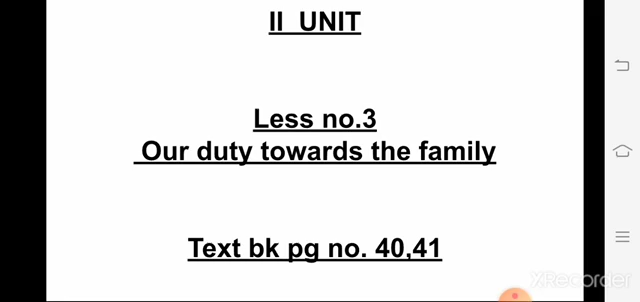 II UNIT
Less no.3
Our duty towards the family
Text bk pg no. 40,41
XRecorder